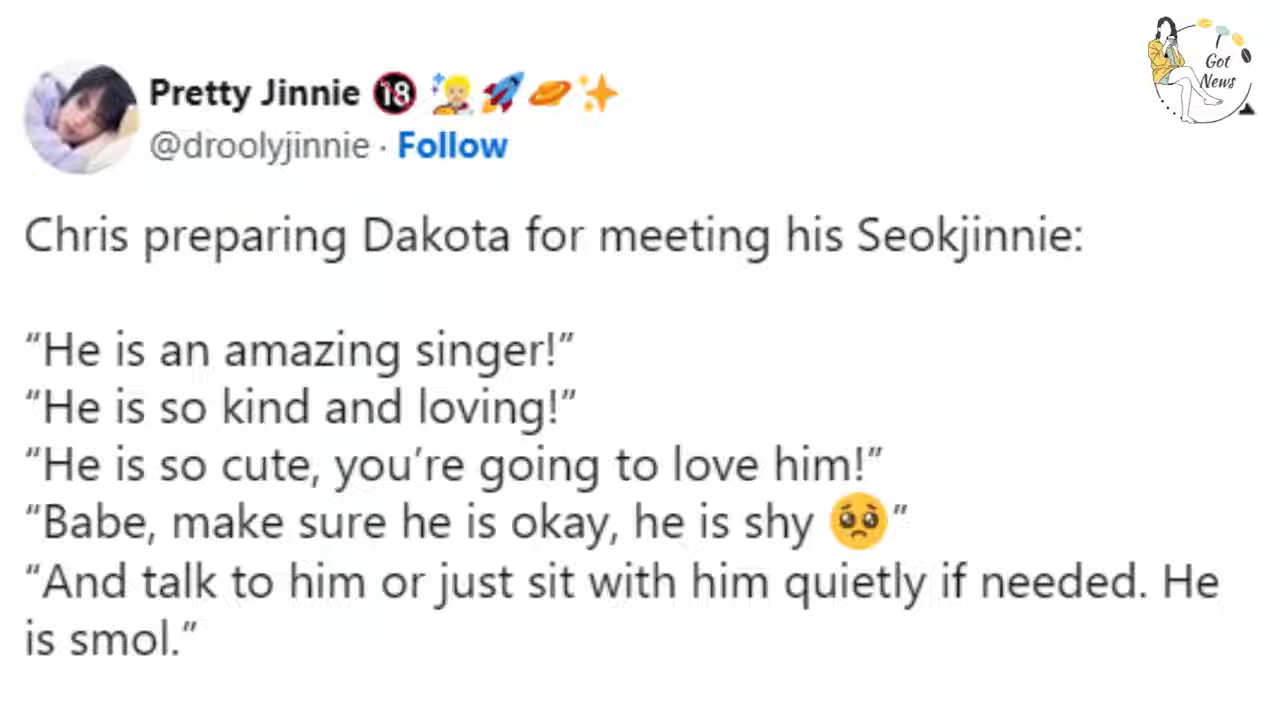 Got
News
Pretty Jinnie 🔞 🧑🏼‍🚀 🚀 🪐 ✨
@droolyjinnie · Follow
Chris preparing Dakota for meeting his Seokjinnie:
“He is an amazing singer!”
“He is so kind and loving!”
“He is so cute, you’re going to love him!”
“Babe, make sure he is okay, he is shy 🥺”
“And talk to him or just sit with him quietly if needed. He
is smol.”